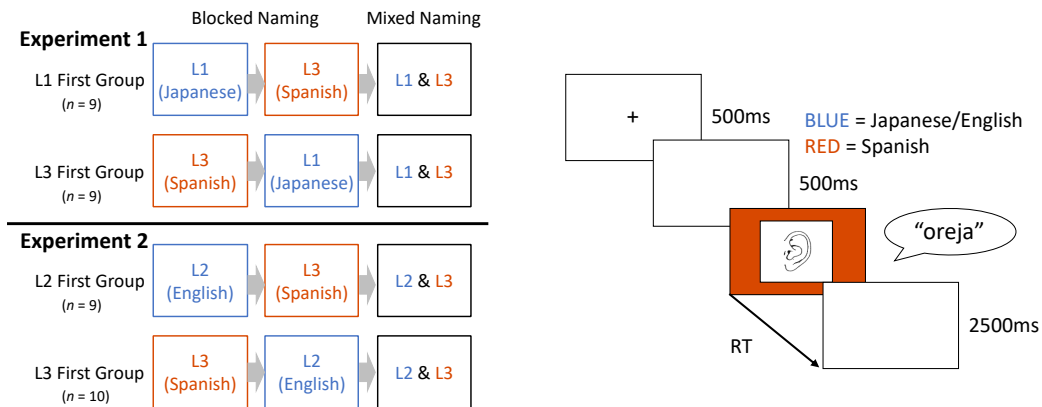 Blocked Naming Mixed Naming
Experiment 1
L1 First Group
(n = 9)
L1
(Japanese)
L3
(Spanish)
L1 & L3
L3 First Group
(n = 9)
L3
(Spanish)
L1
(Japanese)
L1 & L3
Experiment 2
L2 First Group
(n = 9)
L2
(English)
L3
(Spanish)
L2 & L3
L3 First Group
(n = 10)
L3
(Spanish)
L2
(English)
L2 & L3
+
500ms
BLUE = Japanese/English
RED = Spanish
500ms
“oreja”
2500ms
RT